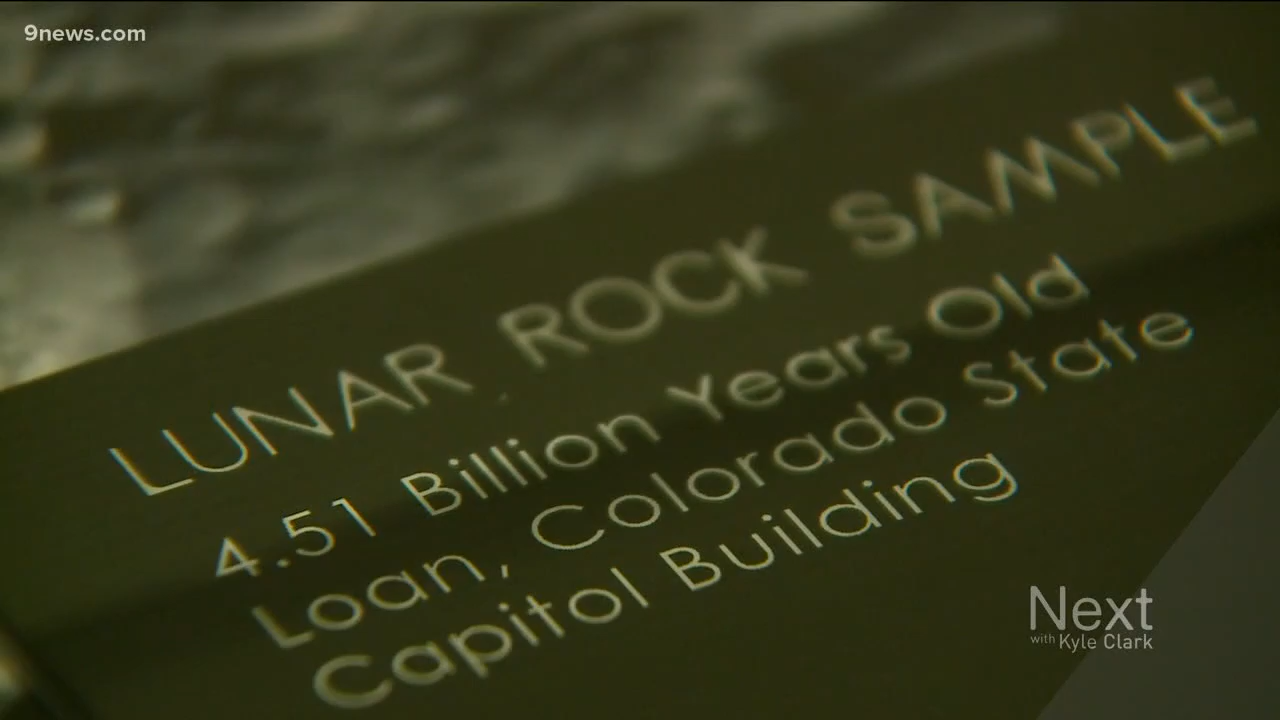 9news.com
LUNAR ROCK SAMPLE
4.51 Billion Years Old
Loan, Colorado State
Capitol Building
Next
with Kyle Clark